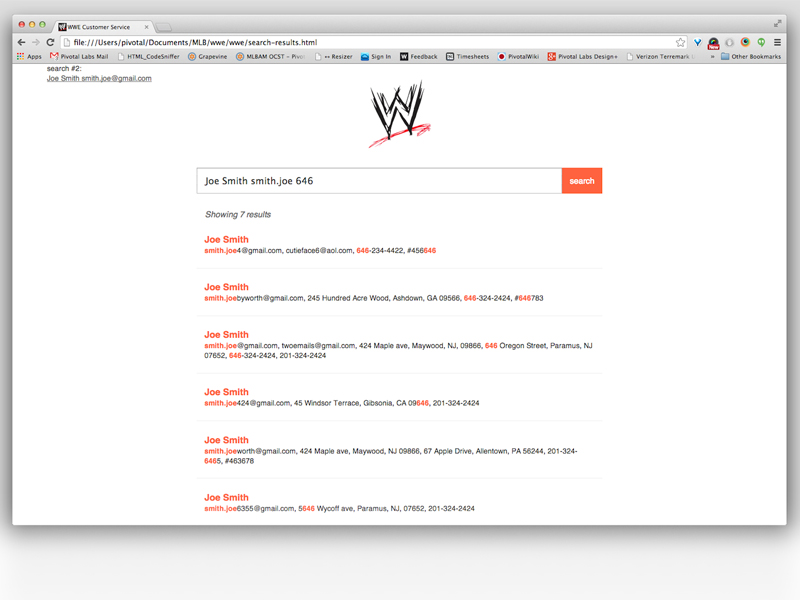 WWE Customer Service
file:///Users/pivotal/Documents/MLB/wwe/wwe/search-results.html
Apps Pivotal Labs Mail HTML_CodeSniffer Grapevine MLBAM OCST - Pivo Resizer Sign In Feedback Timesheets PivotalWiki Pivotal Labs Design+ Verizon Terremark Other Bookmarks
New
search #2:
Joe Smith smith.joe@gmail.com
Joe Smith smith.joe 646 search
Showing 7 results
Joe Smith
smith.joe4@gmail.com, cutieface6@aol.com, 646-234-4422, #456646
Joe Smith
smith.joebyworth@gmail.com, 245 Hundred Acre Wood, Ashdown, GA 09566, 646-324-2424, #646783
Joe Smith
smith.joe@gmail.com, twoemails@gmail.com, 424 Maple ave, Maywood, NJ, 09866, 646 Oregon Street, Paramus, NJ
07652, 646-324-2424, 201-324-2424
Joe Smith
smith.joe424@gmail.com, 45 Windsor Terrace, Gibsonia, CA 09646, 201-324-2424
Joe Smith
smith.joeworth@gmail.com, 424 Maple ave, Maywood, NJ 09866, 67 Apple Drive, Allentown, PA 56244, 201-324-
6465, #463678
Joe Smith
smith.joe6355@gmail.com, 5646 Wycoff ave, Paramus, NJ, 07652, 201-324-2424